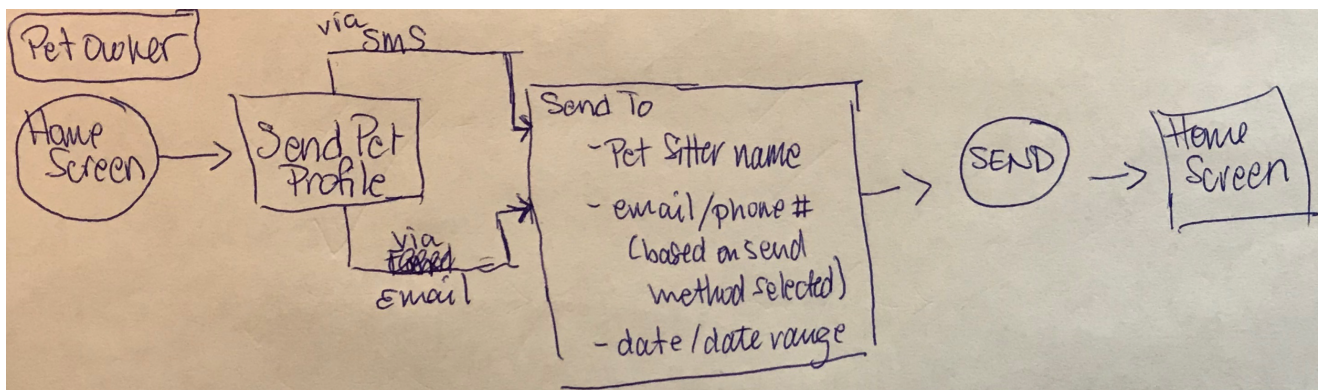 Pet owner
Home
Screen
Send Pet
Profile
via
SMS
via
Email
Send To
- Pet Sitter name
- email/phone #
(based on send
method selected)
- date/date range
SEND
Home
Screen